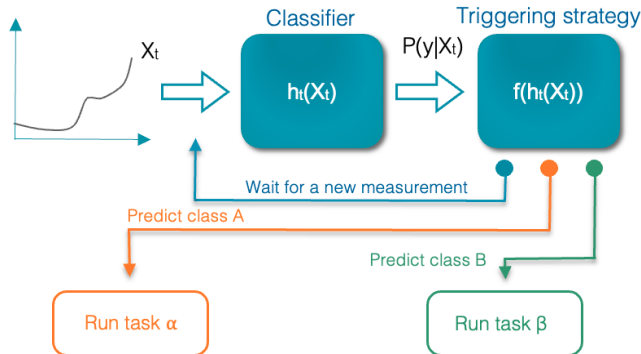 Classifier
Triggering strategy
Xt
P(y|Xt)
ht(Xt)
f(ht(Xt))
Wait for a new measurement
Predict class A
Predict class B
Run task α
Run task β